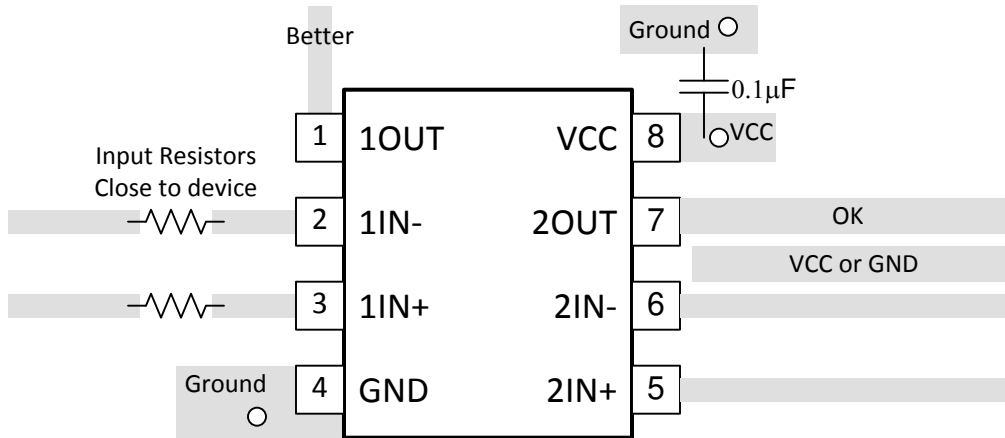 Better
Ground
0.1μF
1 1OUT VCC 8 VCC
Input Resistors
Close to device
2 1IN- 2OUT 7 OK
VCC or GND
3 1IN+ 2IN- 6
Ground 4 GND 2IN+ 5